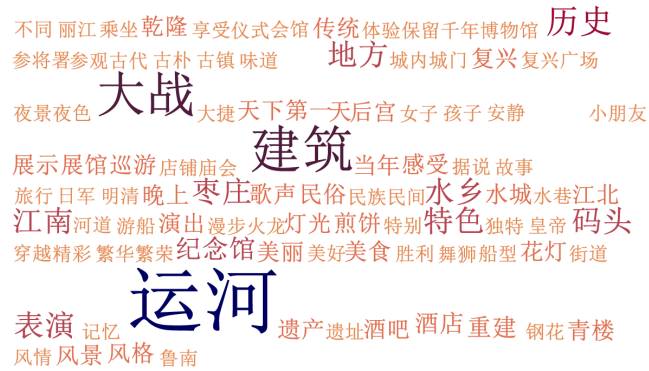 不同 丽江 乘坐 乾隆 享受 仪式 会馆 传统 体验 保留 千年 博物馆 历史
参将署 参观 古代 古朴 古镇 味道 地方 城内 城门 复兴 复兴广场
夜景 夜色 大战 大捷 天下第一 天后宫 女子 孩子 安静 小朋友
展示 展馆 巡游 店铺 庙会 建筑 当年 感受 据说 故事
旅行 日军 明清 晚上 枣庄 歌声 民俗 民族 民间 水乡 水城 水巷 江北
江南 河道 游船 演出 漫步 火龙 灯光 煎饼 特别 特色 独特 皇帝 码头
穿越 精彩 繁华 繁荣 纪念馆 美丽 美好 美食 胜利 舞狮 船型 花灯 街道
表演 记忆 运河 遗产 遗址 酒吧 酒店 重建 钢花 青楼
风情 风景 风格 鲁南